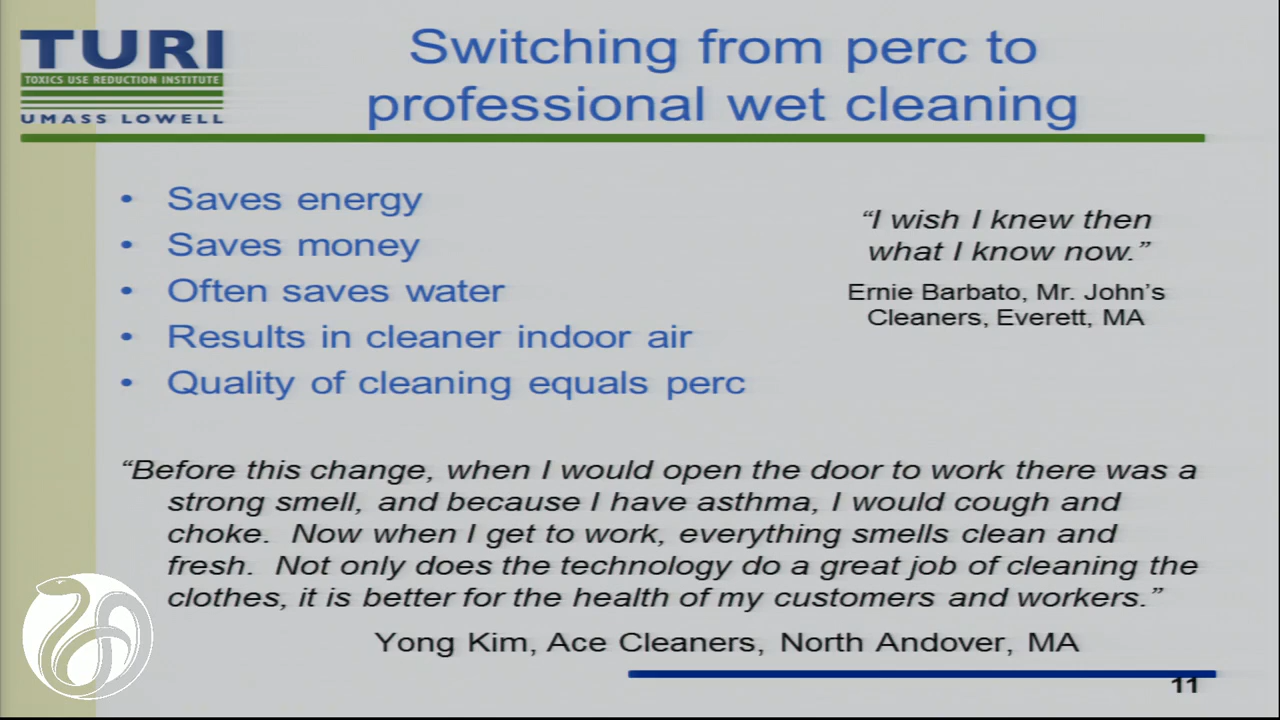 TURI
TOXICS USE REDUCTION INSTITUTE
UMASS LOWELL
Switching from perc to
professional wet cleaning
• Saves energy
• Saves money
• Often saves water
• Results in cleaner indoor air
• Quality of cleaning equals perc
“I wish I knew then
what I know now.”
Ernie Barbato, Mr. John’s
Cleaners, Everett, MA
“Before this change, when I would open the door to work there was a
strong smell, and because I have asthma, I would cough and
choke. Now when I get to work, everything smells clean and
fresh. Not only does the technology do a great job of cleaning the
clothes, it is better for the health of my customers and workers.”
Yong Kim, Ace Cleaners, North Andover, MA
11